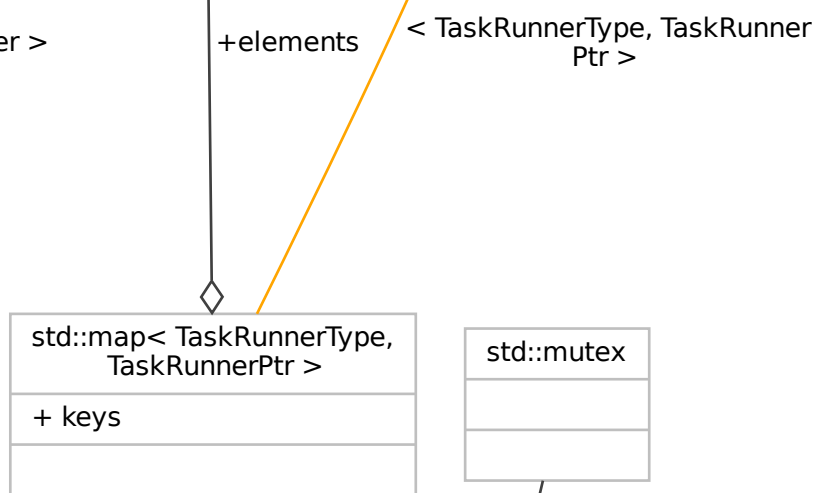 er >
+elements
< TaskRunnerType, TaskRunner
Ptr >
std::map< TaskRunnerType,
TaskRunnerPtr >
+ keys
std::mutex